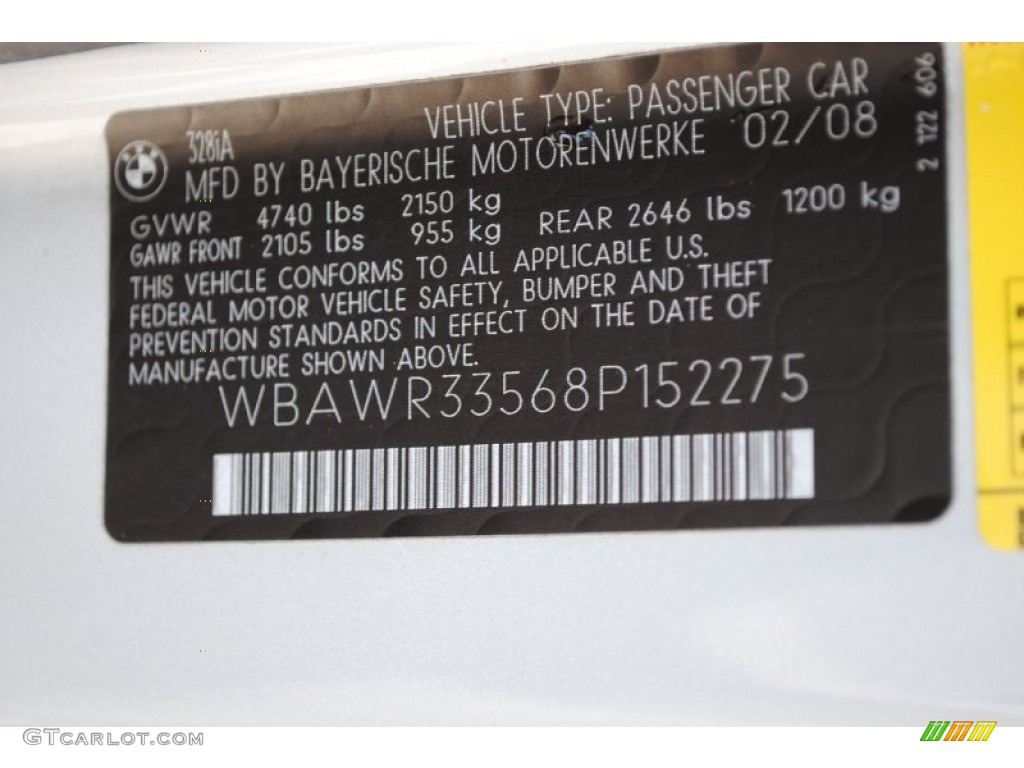 VEHICLE TYPE: PASSENGER CAR
328iA
MFD BY BAYERISCHE MOTORENWERKE 02/08
GVWR 4740 lbs 2150 kg
GAWR FRONT 2105 lbs 955 kg REAR 2646 lbs 1200 kg
THIS VEHICLE CONFORMS TO ALL APPLICABLE U.S.
FEDERAL MOTOR VEHICLE SAFETY, BUMPER AND THEFT
PREVENTION STANDARDS IN EFFECT ON THE DATE OF
MANUFACTURE SHOWN ABOVE.
WBAWR33568P152275
2 122 606
GTCARLOT.COM